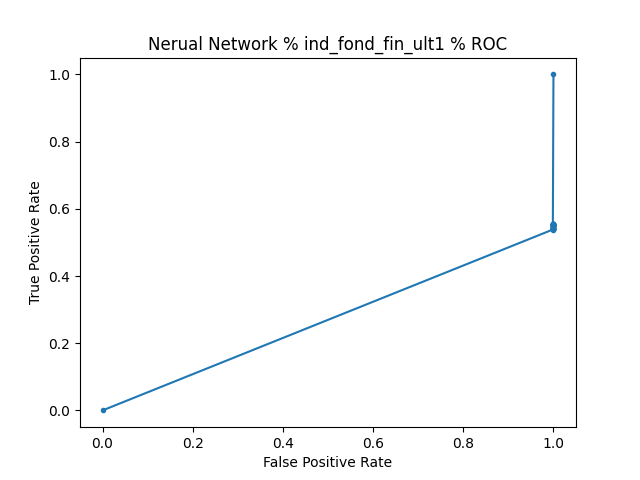 Nerual Network % ind_fond_fin_ult1 % ROC
1.0
0.8
0.6
0.4
0.2
0.0
True Positive Rate
0.0 0.2 0.4 0.6 0.8 1.0
False Positive Rate